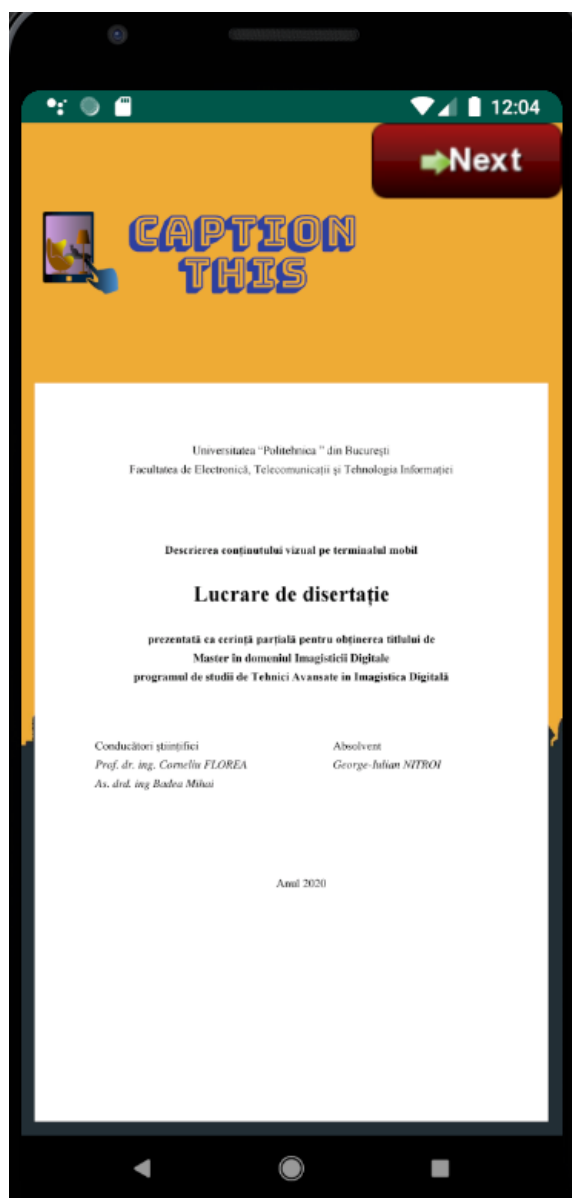 12:04
Next
CAPTION
THIS
Universitatea “Politehnica ” din București
Facultatea de Electronică, Telecomunicații și Tehnologia Informației
Descrierea conținutului vizual pe terminalul mobil
Lucrare de disertație
prezentată ca cerință parțială pentru obținerea titlului de
Master în domeniul Imagisticii Digitale
programul de studii de Tehnici Avansate in Imagistica Digitală
Conducători științifici
Prof. dr. ing. Corneliu FLOREA
As. drd. ing Badea Mihai
Absolvent
George-Iulian NITROI
Anul 2020